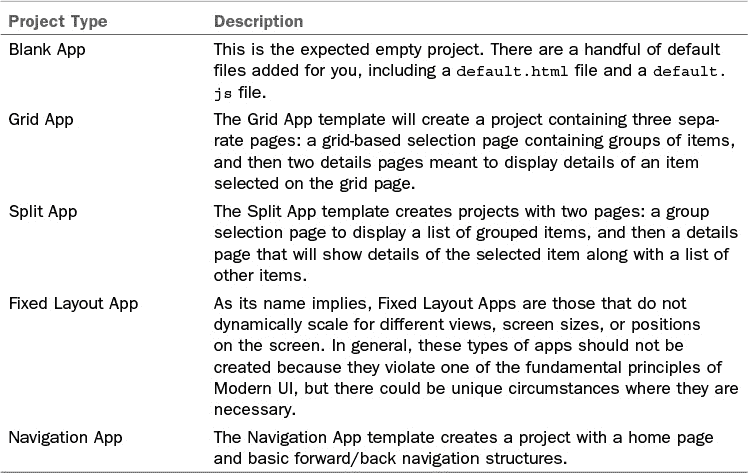 Project Type Description
Blank App This is the expected empty project. There are a handful of default
files added for you, including a default.html file and a default.
js file.
Grid App The Grid App template will create a project containing three sepa-
rate pages: a grid-based selection page containing groups of items,
and then two details pages meant to display details of an item
selected on the grid page.
Split App The Split App template creates projects with two pages: a group
selection page to display a list of grouped items, and then a details
page that will show details of the selected item along with a list of
other items.
Fixed Layout App As its name implies, Fixed Layout Apps are those that do not
dynamically scale for different views, screen sizes, or positions
on the screen. In general, these types of apps should not be
created because they violate one of the fundamental principles of
Modern UI, but there could be unique circumstances where they are
necessary.
Navigation App The Navigation App template creates a project with a home page
and basic forward/back navigation structures.